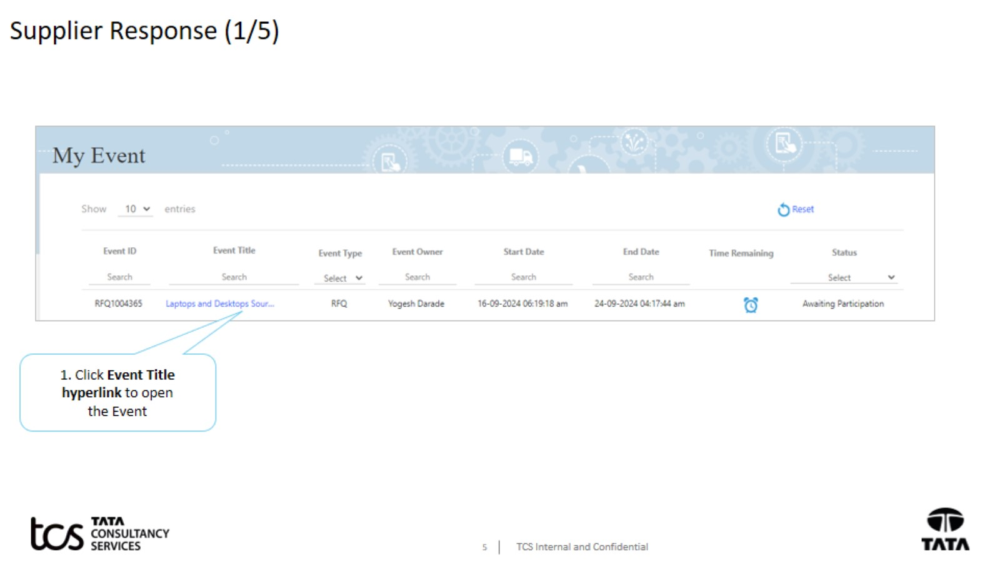 Supplier Response (1/5)
My Event
Show 10 entries
Reset
Event ID Event Title Event Type Event Owner Start Date End Date Time Remaining Status
Search Search Select Search Search Search Select
RFQ1004365 Laptops and Desktops Sour... RFQ Yogesh Darade 16-09-2024 06:19:18 am 24-09-2024 04:17:44 am Awaiting Participation
1. Click Event Title
hyperlink to open
the Event
tcs TATA
CONSULTANCY
SERVICES
5 | TCS Internal and Confidential
TATA